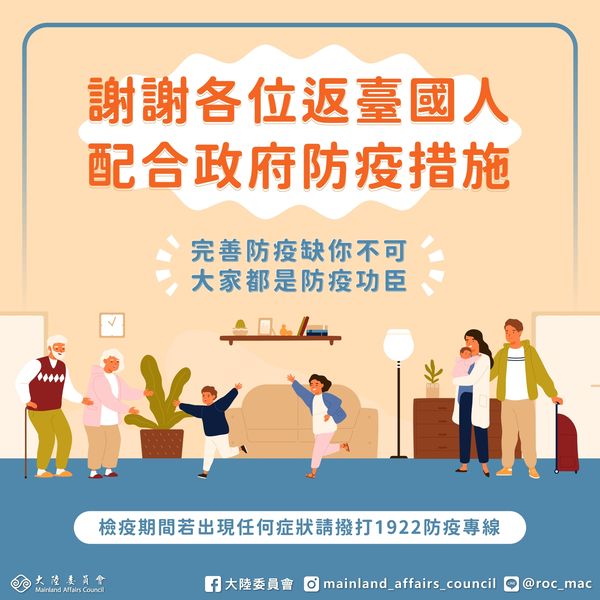 謝謝各位返臺國人
配合政府防疫措施
完善防疫缺你不可
大家都是防疫功臣
檢疫期間若出現任何症狀請撥打1922防疫專線
大陸委員會
Mainland Affairs Council
大陸委員會 mainland_affairs_council @roc_mac